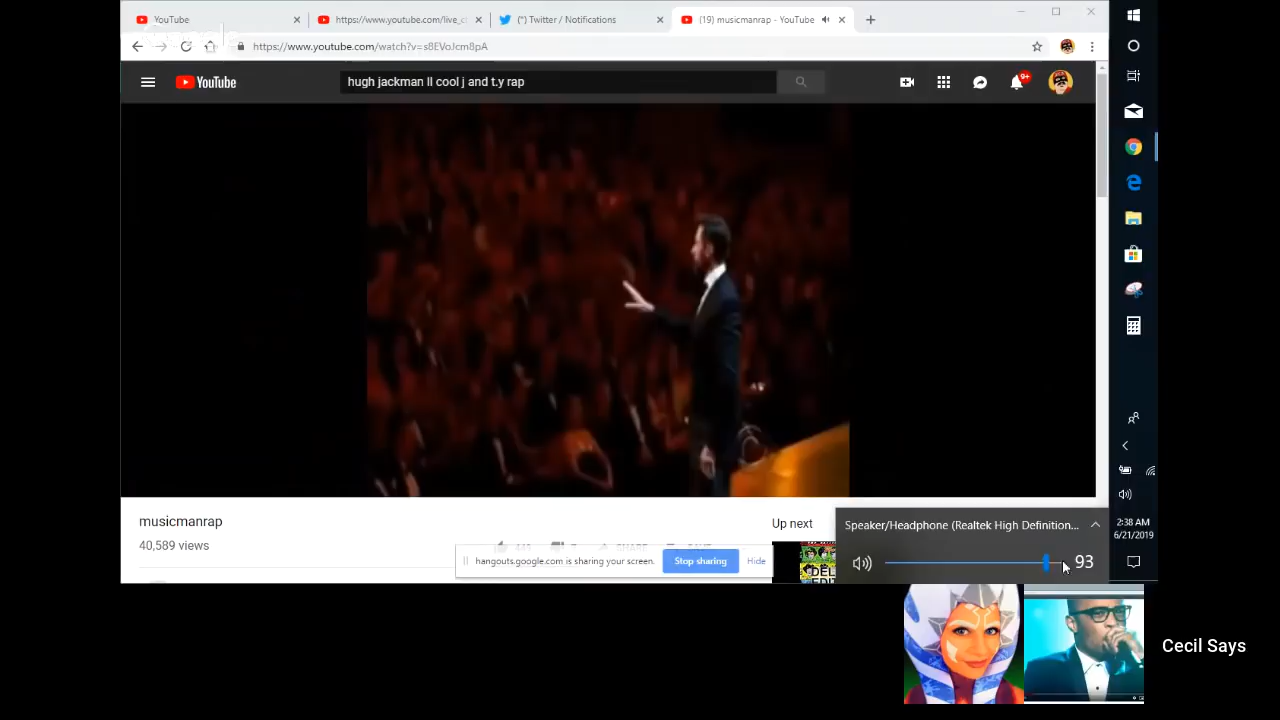 YouTube
https://www.youtube.com/live_c
(*) Twitter / Notifications
(19) musicmanrap - YouTube
https://www.youtube.com/watch?v=s8EVoJcm8pA
YouTube
hugh jackman ll cool j and t.y rap
9+
musicmanrap
40,589 views
Up next
SHARE
Speaker/Headphone (Realtek High Definition...
93
hangouts.google.com is sharing your screen.
Stop sharing
Hide
2:38 AM
6/21/2019
Cecil Says